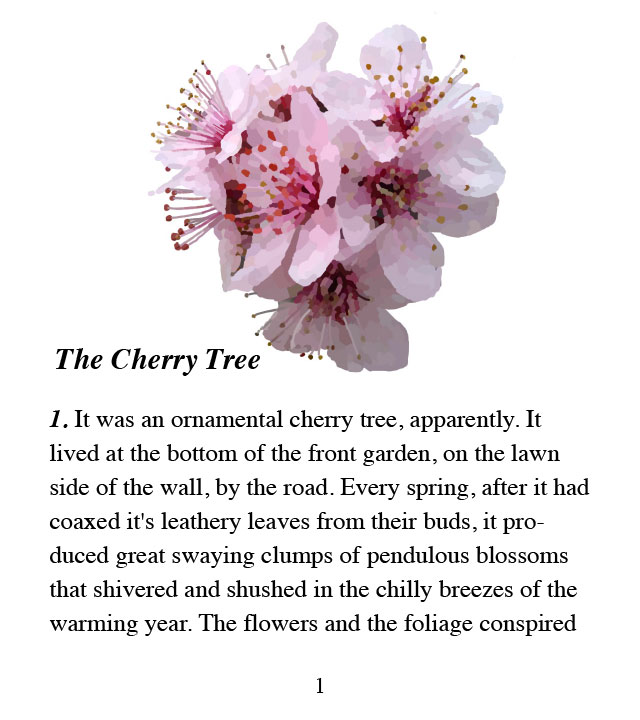 The Cherry Tree
1. It was an ornamental cherry tree, apparently. It
lived at the bottom of the front garden, on the lawn
side of the wall, by the road. Every spring, after it had
coaxed it's leathery leaves from their buds, it pro-
duced great swaying clumps of pendulous blossoms
that shivered and shushed in the chilly breezes of the
warming year. The flowers and the foliage conspired
1